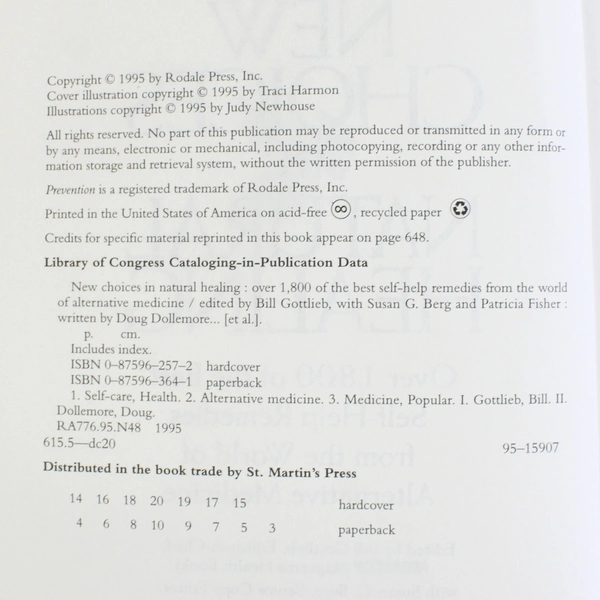 Copyright © 1995 by Rodale Press, Inc.
Cover illustration copyright © 1995 by Traci Harmon
Illustrations copyright © 1995 by Judy Newhouse
All rights reserved. No part of this publication may be reproduced or transmitted in any form or
by any means, electronic or mechanical, including photocopying, recording or any other infor-
mation storage and retrieval system, without the written permission of the publisher.
Prevention is a registered trademark of Rodale Press, Inc.
Printed in the United States of America on acid-free ∞, recycled paper ♻
Credits for specific material reprinted in this book appear on page 648.
Library of Congress Cataloging-in-Publication Data
New choices in natural healing : over 1,800 of the best self-help remedies from the world
of alternative medicine / edited by Bill Gottlieb, with Susan G. Berg and Patricia Fisher :
written by Doug Dollemore... [et al.].
p. cm.
Includes index.
ISBN 0–87596–257–2 hardcover
ISBN 0–87596–364–1 paperback
1. Self-care, Health. 2. Alternative medicine. 3. Medicine, Popular. I. Gottlieb, Bill. II.
Dollemore, Doug.
RA776.95.N48 1995
615.5—dc20 95-15907
Distributed in the book trade by St. Martin's Press
14 16 18 20 19 17 15 hardcover
4 6 8 10 9 7 5 3 paperback